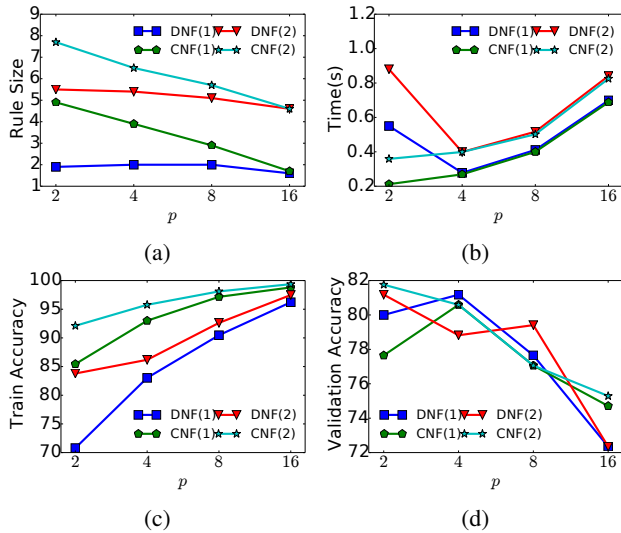 9
8
7
6
5
4
3
2
1
Rule Size
DNF(1) DNF(2)
CNF(1) CNF(2)
2 4 8 16
p
(a)
1.2
1.0
0.8
0.6
0.4
0.2
Time(s)
DNF(1) DNF(2)
CNF(1) CNF(2)
2 4 8 16
p
(b)
100
95
90
85
80
75
70
Train Accuracy
DNF(1) DNF(2)
CNF(1) CNF(2)
2 4 8 16
p
(c)
82
80
78
76
74
72
Validation Accuracy
DNF(1) DNF(2)
CNF(1) CNF(2)
2 4 8 16
p
(d)